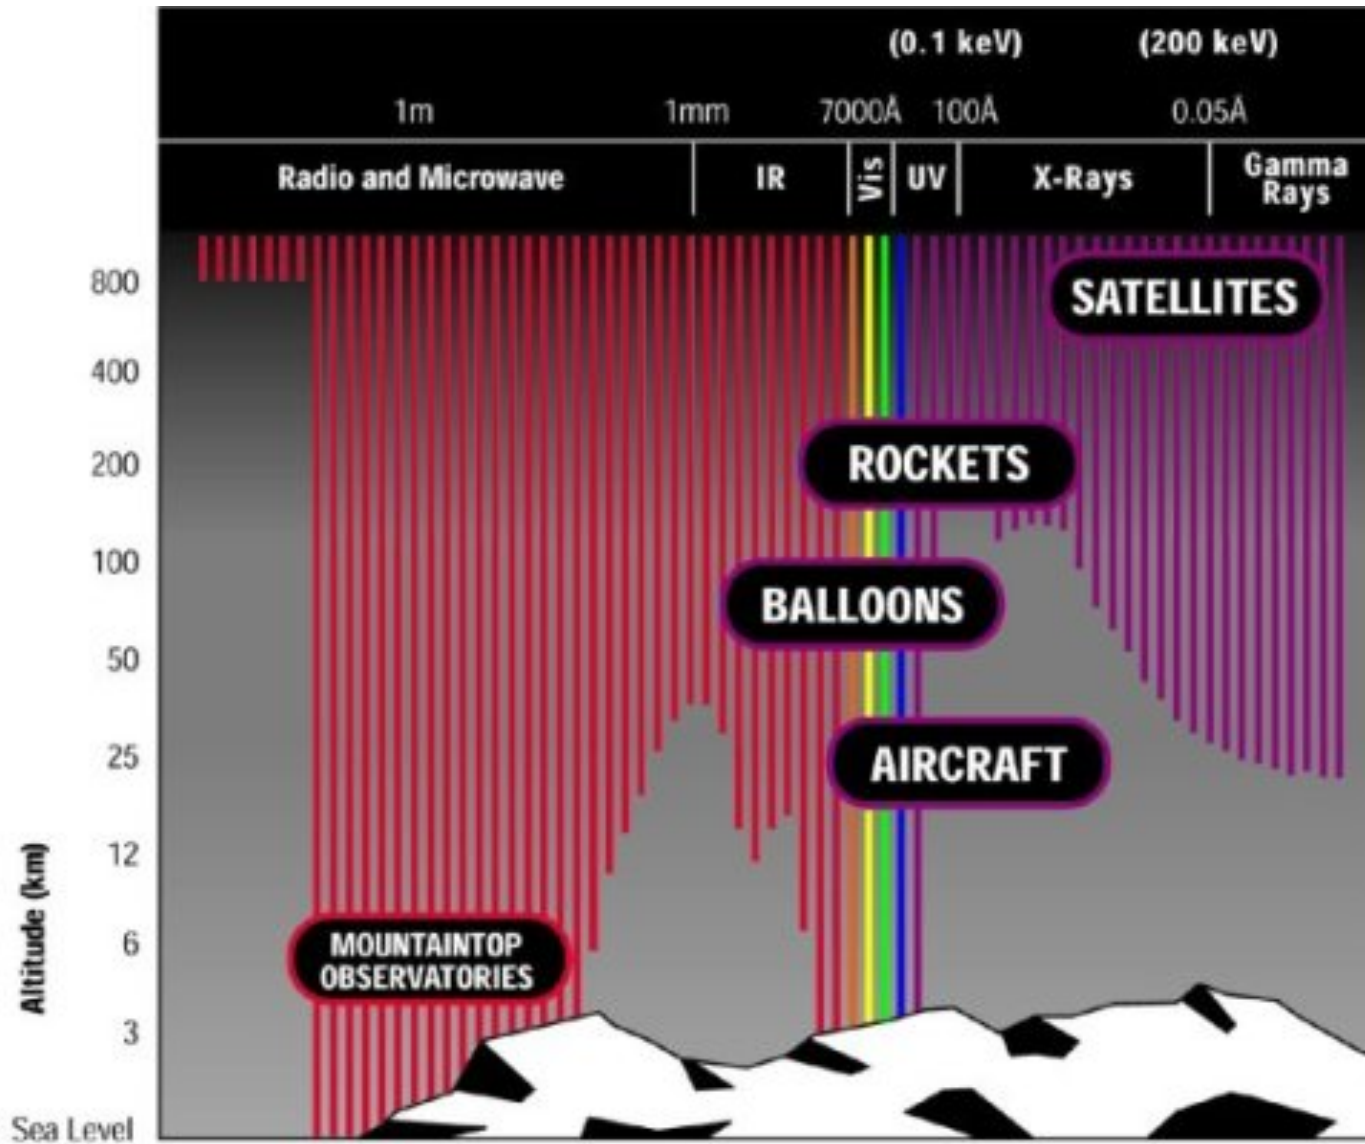 (0.1 keV) (200 keV)
1m 1mm 7000Å 100Å 0.05Å
Radio and Microwave IR Vis UV X-Rays Gamma
Rays
800
SATELLITES
400
200
ROCKETS
100
BALLOONS
50
25
AIRCRAFT
12
Altitude (km)
6
MOUNTAINTOP
OBSERVATORIES
3
Sea Level